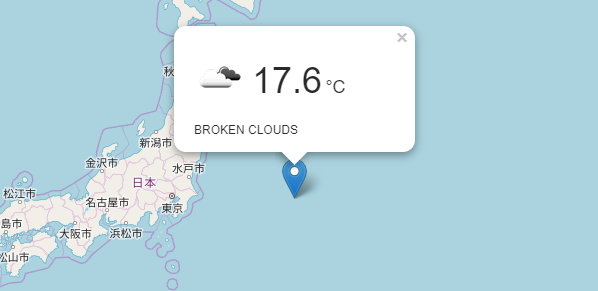 ×
17.6 °C
BROKEN CLOUDS
秋
新潟市
金沢市
水戸市
日本
松江市
名古屋市
東京
島市
大阪市
浜松市
松山市